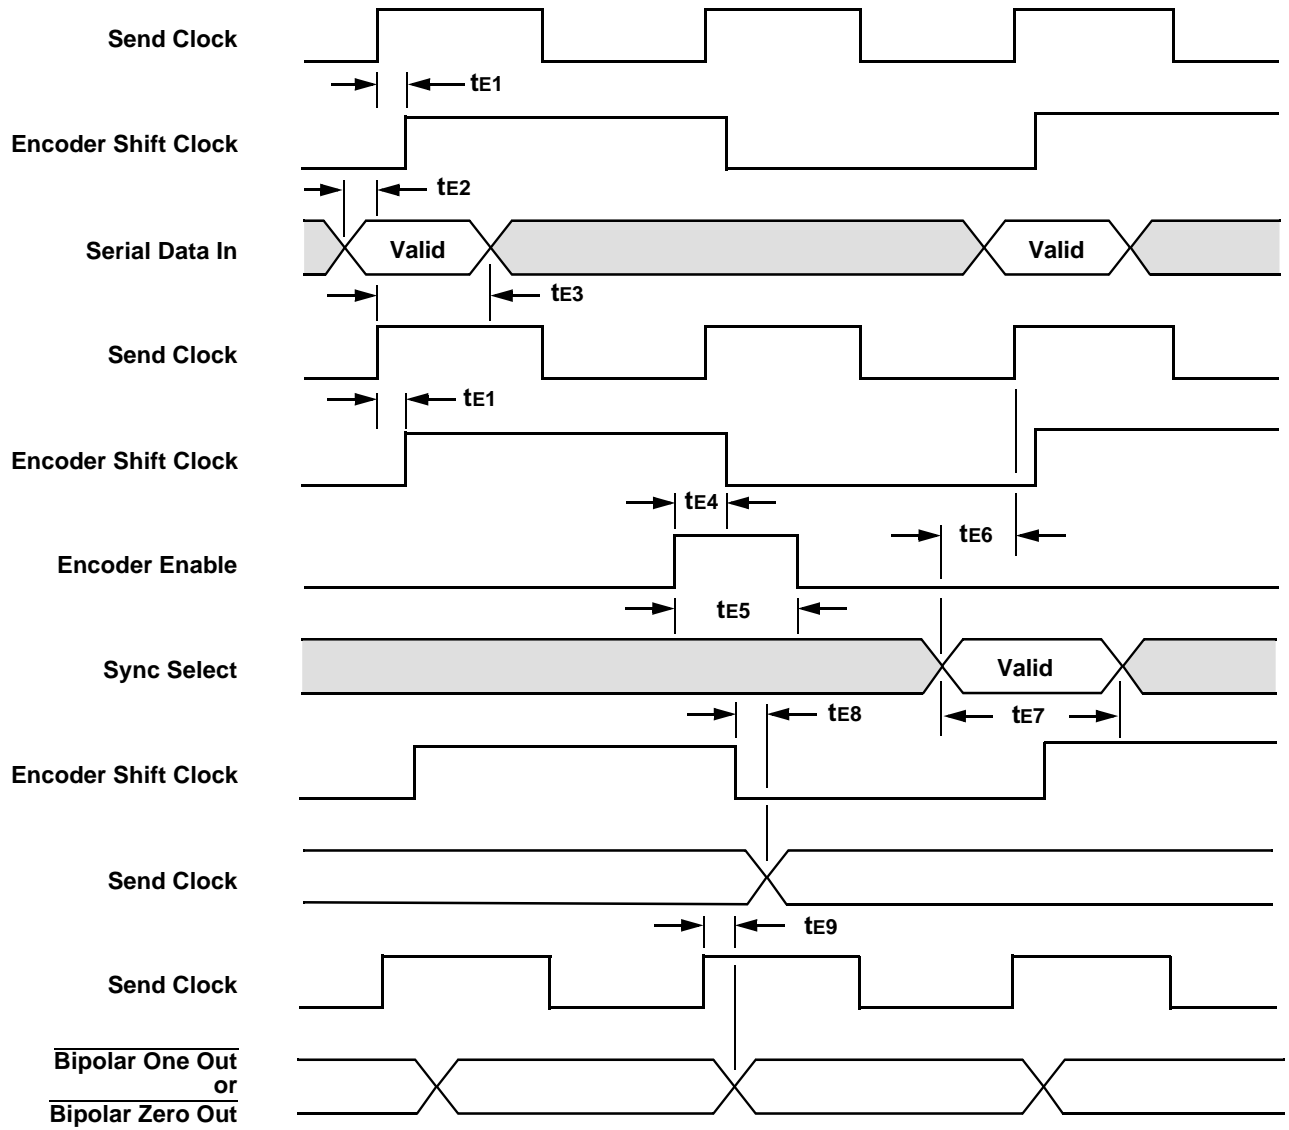 Send Clock
tE1
Encoder Shift Clock
tE2
Serial Data In
Valid
Valid
tE3
Send Clock
tE1
Encoder Shift Clock
tE4
tE6
Encoder Enable
tE5
Sync Select
Valid
tE8
tE7
Encoder Shift Clock
Send Clock
tE9
Send Clock
Bipolar One Out
or
Bipolar Zero Out